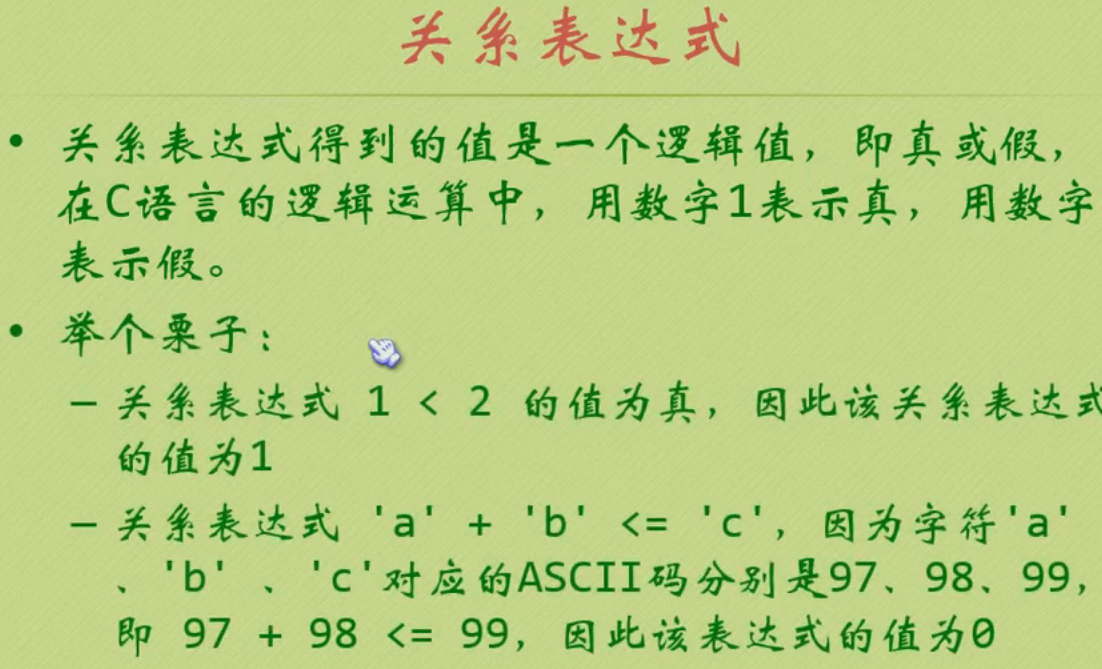 关系表达式
• 关系表达式得到的值是一个逻辑值，即真或假，
在C语言的逻辑运算中，用数字1表示真，用数字
表示假。
• 举个栗子：
– 关系表达式 1 < 2 的值为真，因此该关系表达式
的值为1
– 关系表达式 'a' + 'b' <= 'c'，因为字符'a'
、'b' 、'c'对应的ASCII码分别是97、98、99，
即 97 + 98 <= 99，因此该表达式的值为0